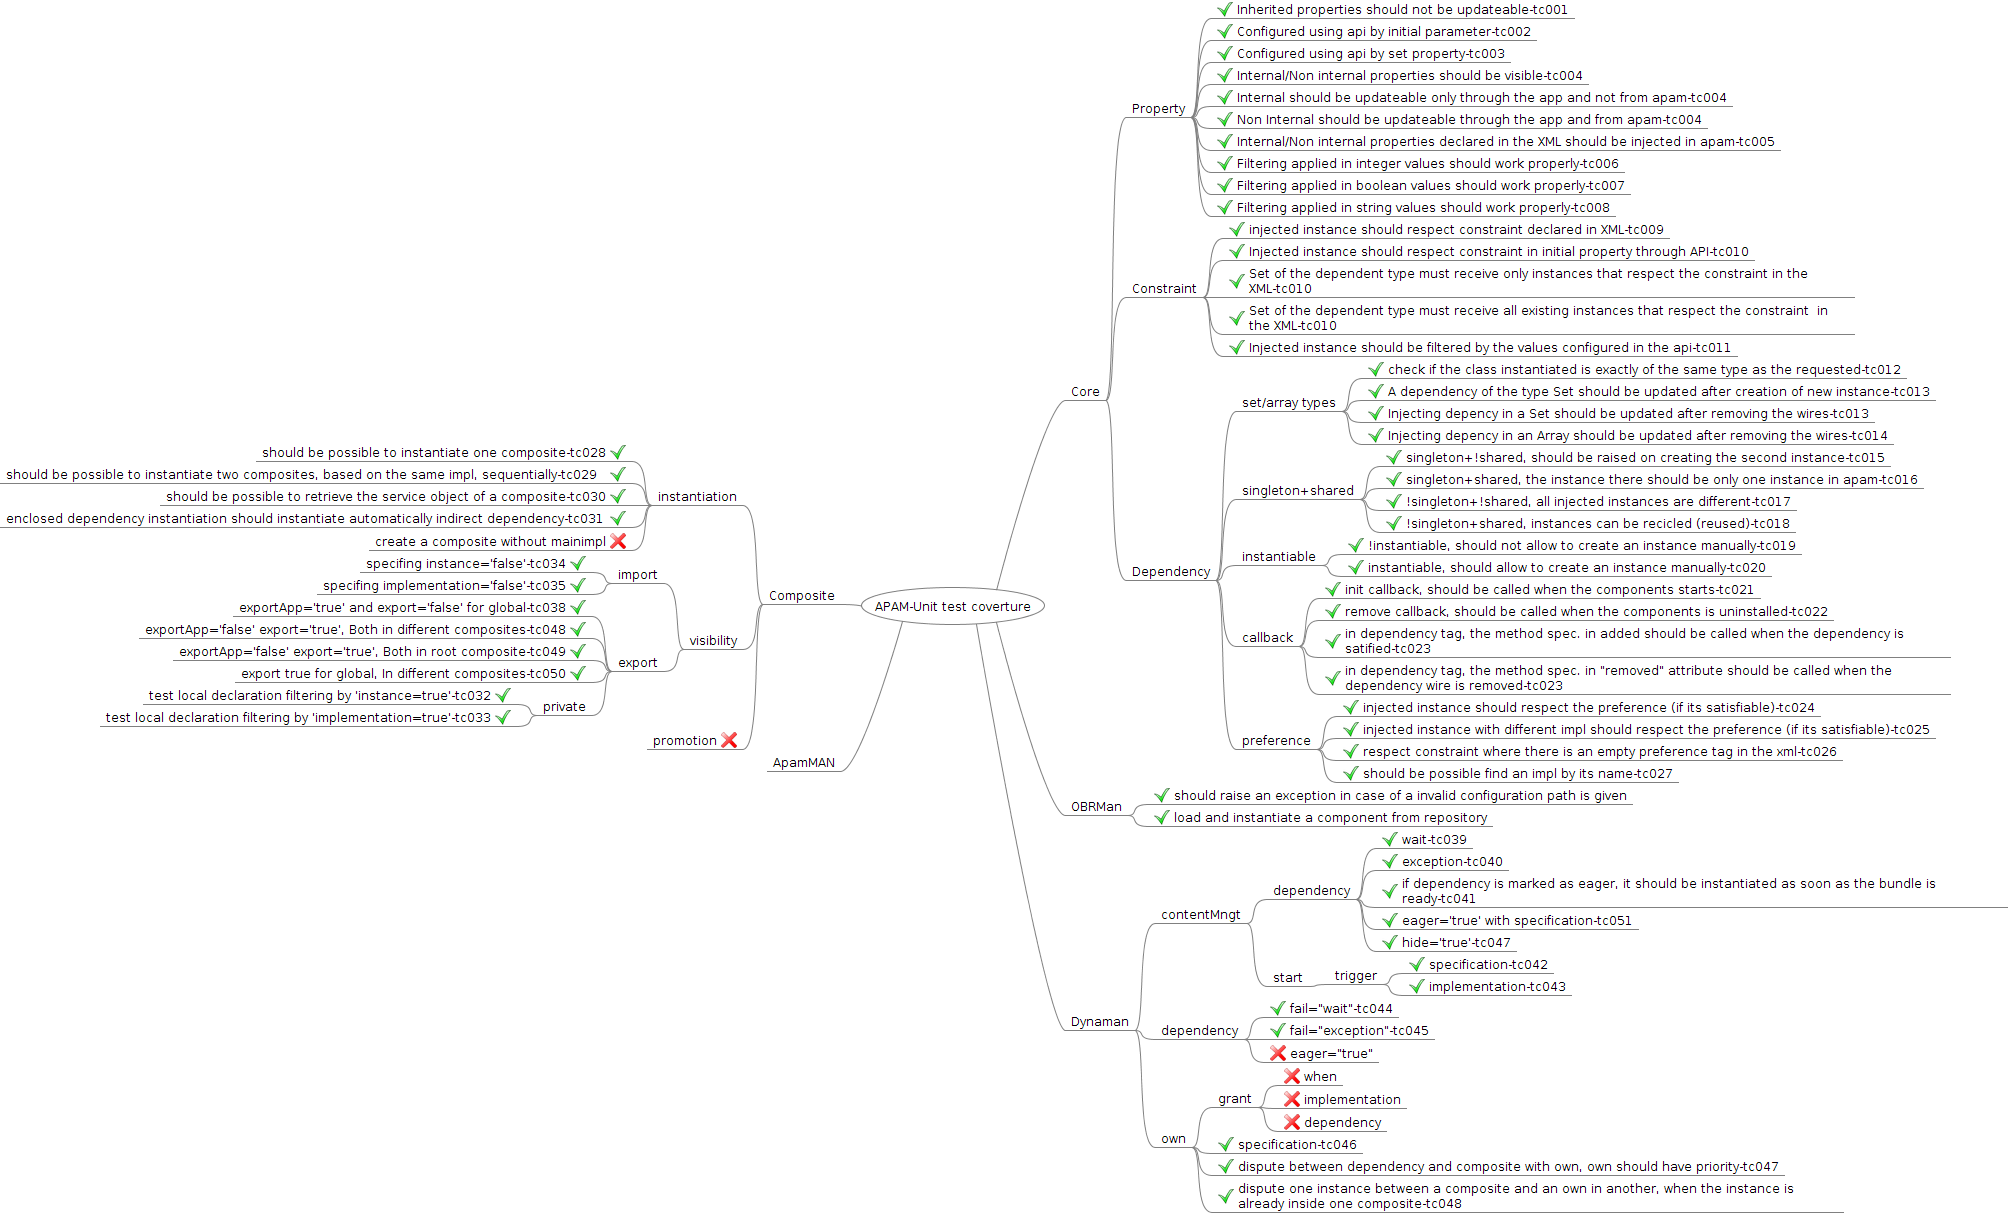 APAM-Unit test coverture
Core
Property
Inherited properties should not be updateable-tc001
Configured using api by initial parameter-tc002
Configured using api by set property-tc003
Internal/Non internal properties should be visible-tc004
Internal should be updateable only through the app and not from apam-tc004
Non Internal should be updateable through the app and from apam-tc004
Internal/Non internal properties declared in the XML should be injected in apam-tc005
Filtering applied in integer values should work properly-tc006
Filtering applied in boolean values should work properly-tc007
Filtering applied in string values should work properly-tc008
Constraint
injected instance should respect constraint declared in XML-tc009
Injected instance should respect constraint in initial property through API-tc010
Set of the dependent type must receive only instances that respect the constraint in the
XML-tc010
Set of the dependent type must receive all existing instances that respect the constraint  in
the XML-tc010
Injected instance should be filtered by the values configured in the api-tc011
Dependency
set/array types
check if the class instantiated is exactly of the same type as the requested-tc012
A dependency of the type Set should be updated after creation of new instance-tc013
Injecting depency in a Set should be updated after removing the wires-tc013
Injecting depency in an Array should be updated after removing the wires-tc014
singleton+shared
singleton+!shared, should be raised on creating the second instance-tc015
singleton+shared, the instance there should be only one instance in apam-tc016
!singleton+!shared, all injected instances are different-tc017
!singleton+shared, instances can be recicled (reused)-tc018
instantiable
!instantiable, should not allow to create an instance manually-tc019
instantiable, should allow to create an instance manually-tc020
callback
init callback, should be called when the components starts-tc021
remove callback, should be called when the components is uninstalled-tc022
in dependency tag, the method spec. in added should be called when the dependency is
satified-tc023
in dependency tag, the method spec. in "removed" attribute should be called when the
dependency wire is removed-tc023
preference
injected instance should respect the preference (if its satisfiable)-tc024
injected instance with different impl should respect the preference (if its satisfiable)-tc025
respect constraint where there is an empty preference tag in the xml-tc026
should be possible find an impl by its name-tc027
OBRMan
should raise an exception in case of a invalid configuration path is given
load and instantiate a component from repository
Dynaman
contentMngt
dependency
wait-tc039
exception-tc040
if dependency is marked as eager, it should be instantiated as soon as the bundle is
ready-tc041
eager='true' with specification-tc051
hide='true'-tc047
start
trigger
specification-tc042
implementation-tc043
dependency
fail="wait"-tc044
fail="exception"-tc045
eager="true"
own
grant
when
implementation
dependency
specification-tc046
dispute between dependency and composite with own, own should have priority-tc047
dispute one instance between a composite and an own in another, when the instance is
already inside one composite-tc048
Composite
instantiation
should be possible to instantiate one composite-tc028
should be possible to instantiate two composites, based on the same impl, sequentially-tc029
should be possible to retrieve the service object of a composite-tc030
enclosed dependency instantiation should instantiate automatically indirect dependency-tc031
create a composite without mainimpl
visibility
import
specifing instance='false'-tc034
specifing implementation='false'-tc035
export
exportApp='true' and export='false' for global-tc038
exportApp='false' export='true', Both in different composites-tc048
exportApp='false' export='true', Both in root composite-tc049
export true for global, In different composites-tc050
private
test local declaration filtering by 'instance=true'-tc032
test local declaration filtering by 'implementation=true'-tc033
promotion
ApamMAN